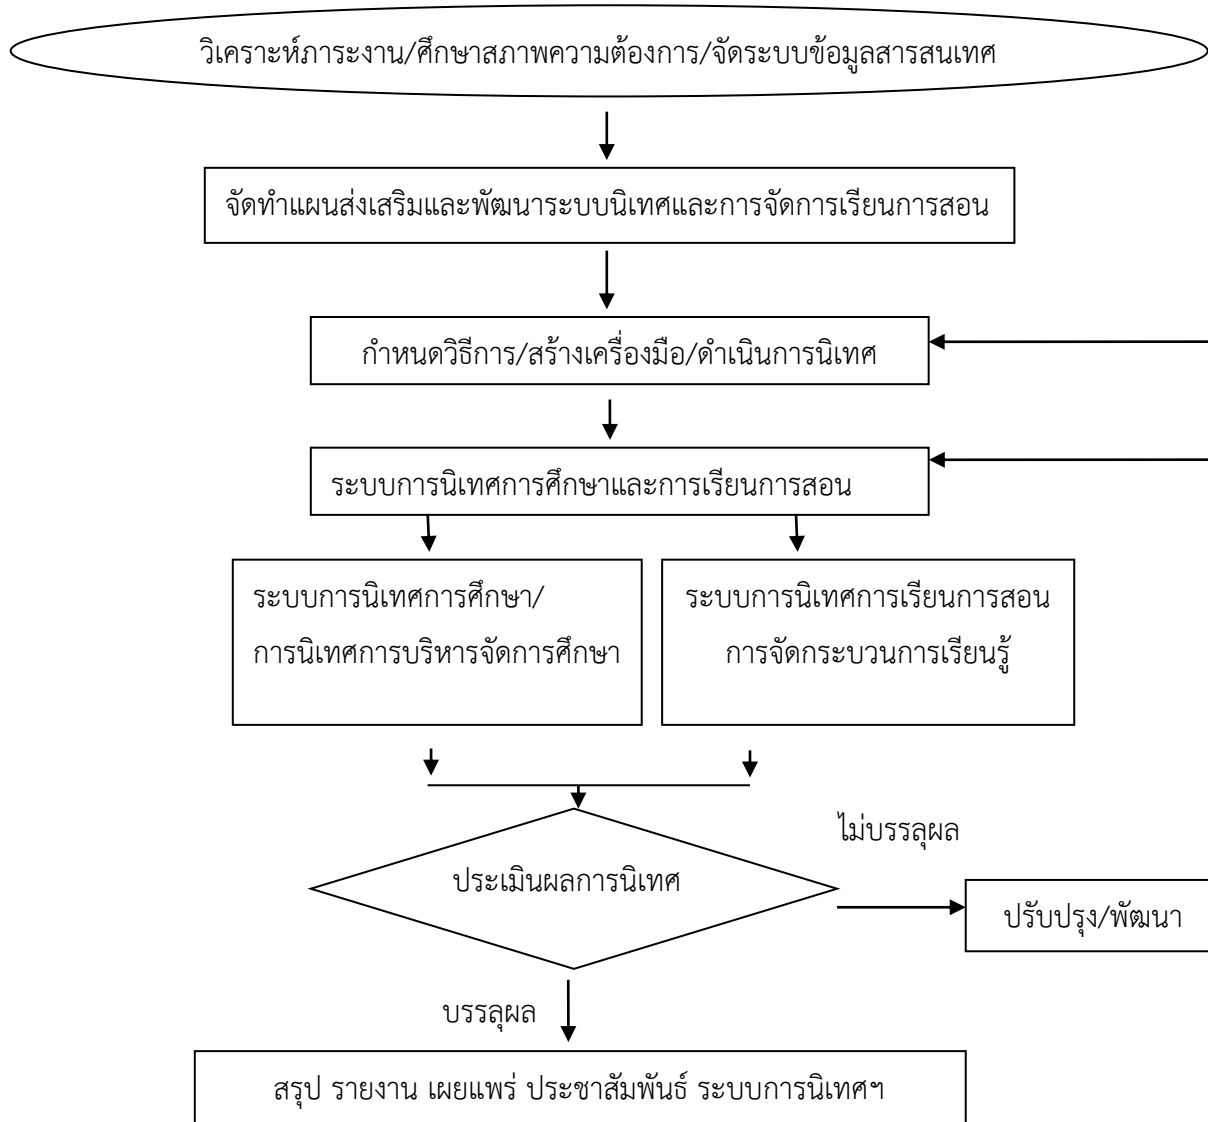 วิเคราะห์ภาระงาน/ศึกษาสภาพความต้องการ/จัดระบบข้อมูลสารสนเทศ
จัดทำแผนส่งเสริมและพัฒนาระบบนิเทศและการจัดการเรียนการสอน
กำหนดวิธีการ/สร้างเครื่องมือ/ดำเนินการนิเทศ
ระบบการนิเทศการศึกษาและการเรียนการสอน
ระบบการนิเทศการศึกษา/
การนิเทศการบริหารจัดการศึกษา
ระบบการนิเทศการเรียนการสอน
การจัดกระบวนการเรียนรู้
ไม่บรรลุผล
ประเมินผลการนิเทศ
ปรับปรุง/พัฒนา
บรรลุผล
สรุป รายงาน เผยแพร่ ประชาสัมพันธ์ ระบบการนิเทศฯ